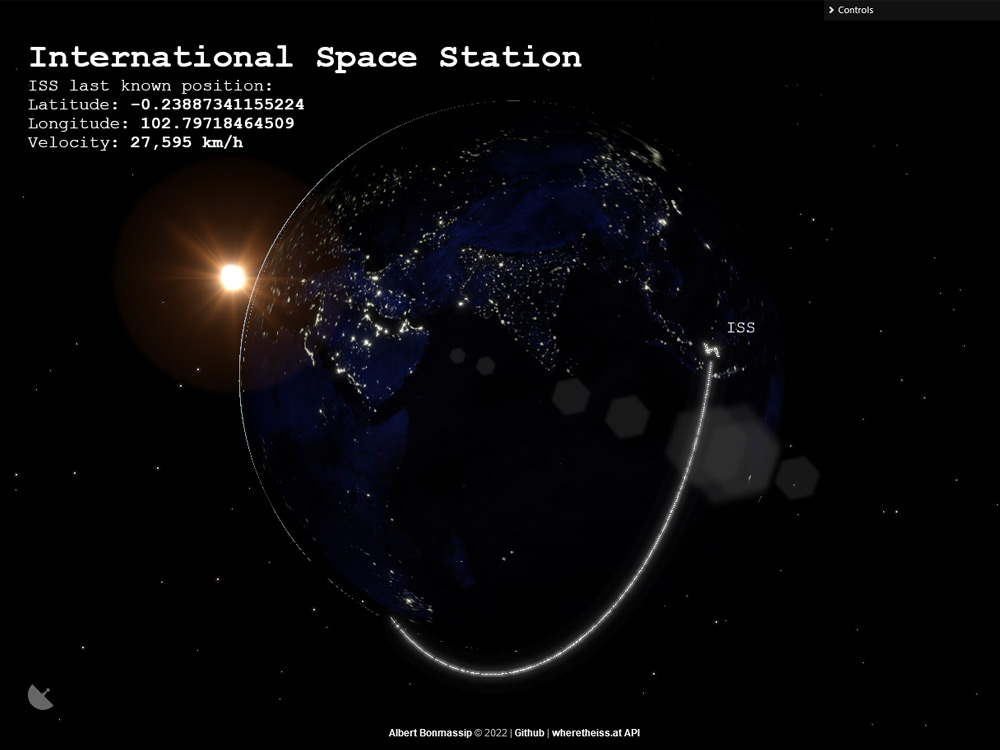 Controls
International Space Station
ISS last known position:
Latitude: -0.23887341155224
Longitude: 102.79718464509
Velocity: 27,595 km/h
ISS
Albert Bonmassip © 2022 | Github | wheretheiss.at API